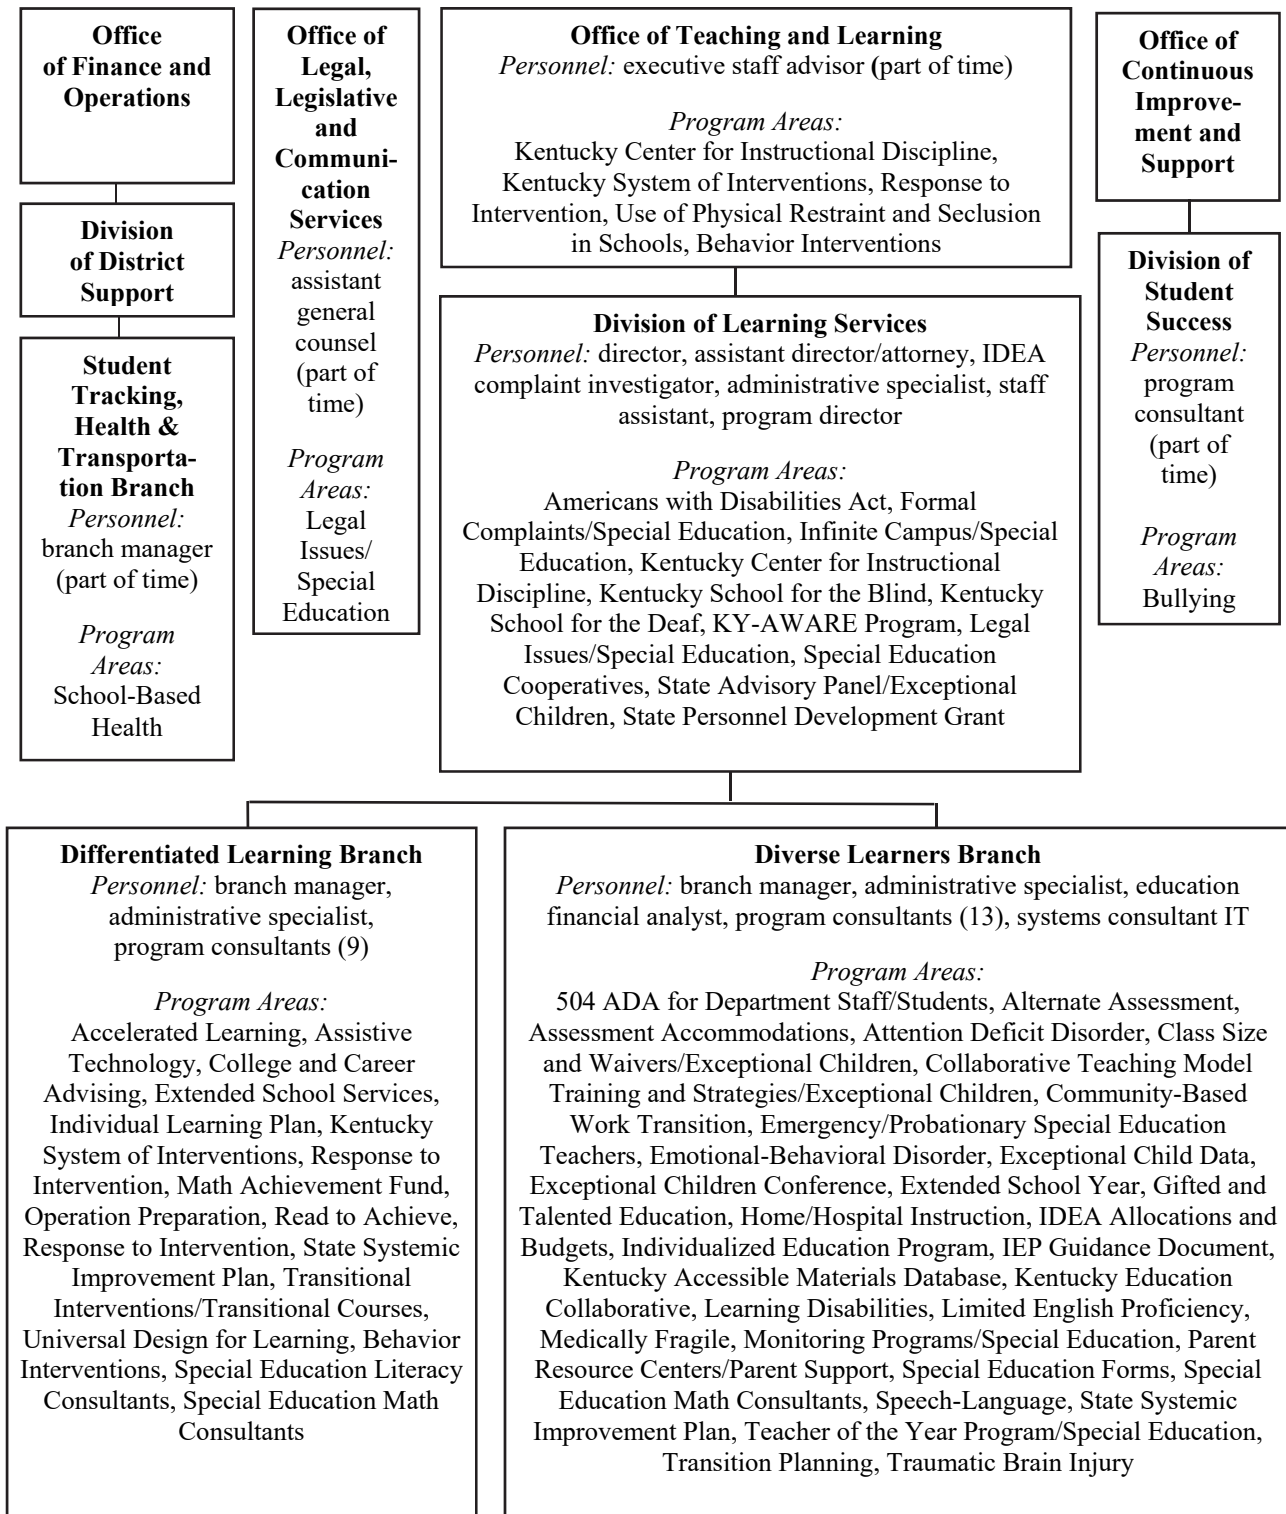 Office
of Finance and
Operations
Division
of District
Support
Student
Tracking,
Health &
Transporta-
tion Branch
Personnel:
branch manager
(part of time)
Program
Areas:
School-Based
Health
Office of
Legal,
Legislative
and
Communi-
cation
Services
Personnel:
assistant
general
counsel
(part of
time)
Program
Areas:
Legal
Issues/
Special
Education
Office of Teaching and Learning
Personnel: executive staff advisor (part of time)
Program Areas:
Kentucky Center for Instructional Discipline,
Kentucky System of Interventions, Response to
Intervention, Use of Physical Restraint and Seclusion
in Schools, Behavior Interventions
Division of Learning Services
Personnel: director, assistant director/attorney, IDEA
complaint investigator, administrative specialist, staff
assistant, program director
Program Areas:
Americans with Disabilities Act, Formal
Complaints/Special Education, Infinite Campus/Special
Education, Kentucky Center for Instructional
Discipline, Kentucky School for the Blind, Kentucky
School for the Deaf, KY-AWARE Program, Legal
Issues/Special Education, Special Education
Cooperatives, State Advisory Panel/Exceptional
Children, State Personnel Development Grant
Office of
Continuous
Improve-
ment and
Support
Division of
Student
Success
Personnel:
program
consultant
(part of
time)
Program
Areas:
Bullying
Differentiated Learning Branch
Personnel: branch manager,
administrative specialist,
program consultants (9)
Program Areas:
Accelerated Learning, Assistive
Technology, College and Career
Advising, Extended School Services,
Individual Learning Plan, Kentucky
System of Interventions, Response to
Intervention, Math Achievement Fund,
Operation Preparation, Read to Achieve,
Response to Intervention, State Systemic
Improvement Plan, Transitional
Interventions/Transitional Courses,
Universal Design for Learning, Behavior
Interventions, Special Education Literacy
Consultants, Special Education Math
Consultants
Diverse Learners Branch
Personnel: branch manager, administrative specialist, education
financial analyst, program consultants (13), systems consultant IT
Program Areas:
504 ADA for Department Staff/Students, Alternate Assessment,
Assessment Accommodations, Attention Deficit Disorder, Class Size
and Waivers/Exceptional Children, Collaborative Teaching Model
Training and Strategies/Exceptional Children, Community-Based
Work Transition, Emergency/Probationary Special Education
Teachers, Emotional-Behavioral Disorder, Exceptional Child Data,
Exceptional Children Conference, Extended School Year, Gifted and
Talented Education, Home/Hospital Instruction, IDEA Allocations and
Budgets, Individualized Education Program, IEP Guidance Document,
Kentucky Accessible Materials Database, Kentucky Education
Collaborative, Learning Disabilities, Limited English Proficiency,
Medically Fragile, Monitoring Programs/Special Education, Parent
Resource Centers/Parent Support, Special Education Forms, Special
Education Math Consultants, Speech-Language, State Systemic
Improvement Plan, Teacher of the Year Program/Special Education,
Transition Planning, Traumatic Brain Injury